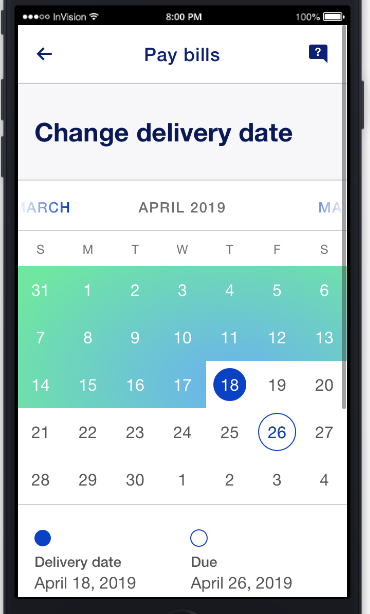 InVision 8:00 PM 100%
Pay bills
?
Change delivery date
MARCH APRIL 2019 MA
S M T W T F S
31 1 2 3 4 5 6
7 8 9 10 11 12 13
14 15 16 17 18 19 20
21 22 23 24 25 26 27
28 29 30 1 2 3 4
Delivery date Due
April 18, 2019 April 26, 2019